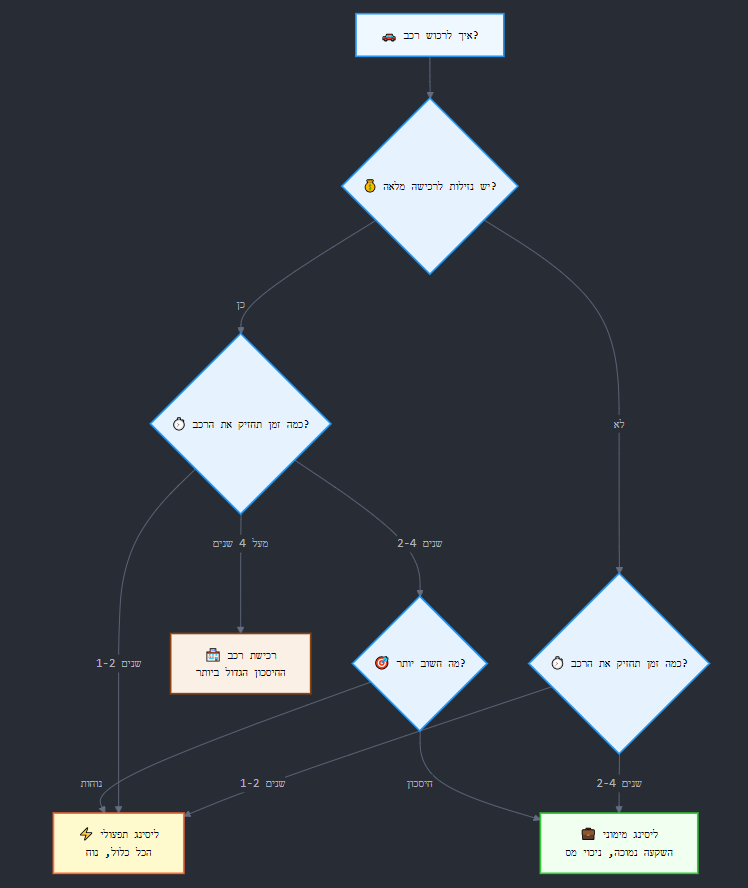 איך לרכוש רכב? 🚗
יש נזילות לרכישה מלאה? 💰
כן
לא
כמה זמן תחזיק את הרכב? ⏱️
מעל 4 שנים
2-4 שנים
רכישת רכב 🏦
החיסכון הגדול ביותר
1-2 שנים
מה חשוב יותר? 🎯
כמה זמן תחזיק את הרכב? ⏱️
נוחות
1-2 שנים
חיסכון
2-4 שנים
ליסינג תפעולי ⚡
הכל כלול, נוח
ליסינג מימוני 💼
השקעה נמוכה, ניכוי מס